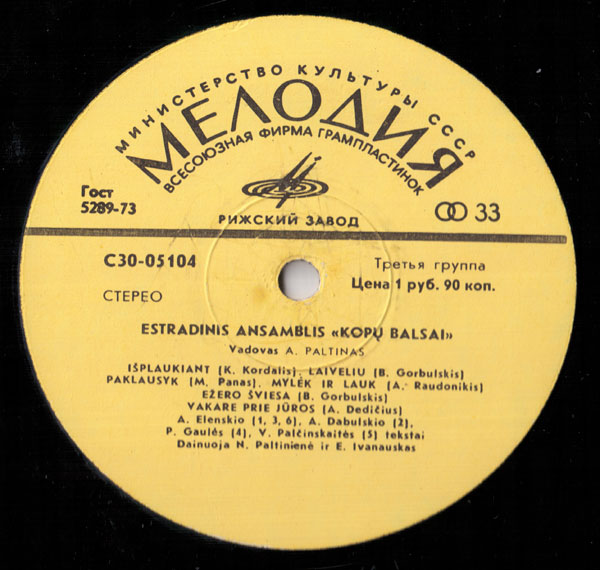 МИНИСТЕРСТВО КУЛЬТУРЫ СССР
МЕЛОДИЯ
ВСЕСОЮЗНАЯ ФИРМА ГРАМПЛАСТИНОК
Гост
5289-73
РИЖСКИЙ ЗАВОД
33
С30-05104
Третья группа
СТЕРЕО
Цена 1 руб. 90 коп.
ESTRADINIS ANSAMBLIS «KOPŲ BALSAI»
Vadovas A. PALTINAS
IŠPLAUKIANT (K. Kordalis), LAIVELIU (B. Gorbulskis)
PAKLAUSYK (M. Panas), MYLĖK IR LAUK (A. Raudonikis)
EŽERO ŠVIESA (B. Gorbulskis)
VAKARE PRIE JŪROS (A. Dedičius)
A. Elenskio (1, 3, 6), A. Dabulskio (2),
P. Gaulės (4), V. Palčinskaitės (5) tekstai
Dainuoja N. Paltinienė ir E. Ivanauskas